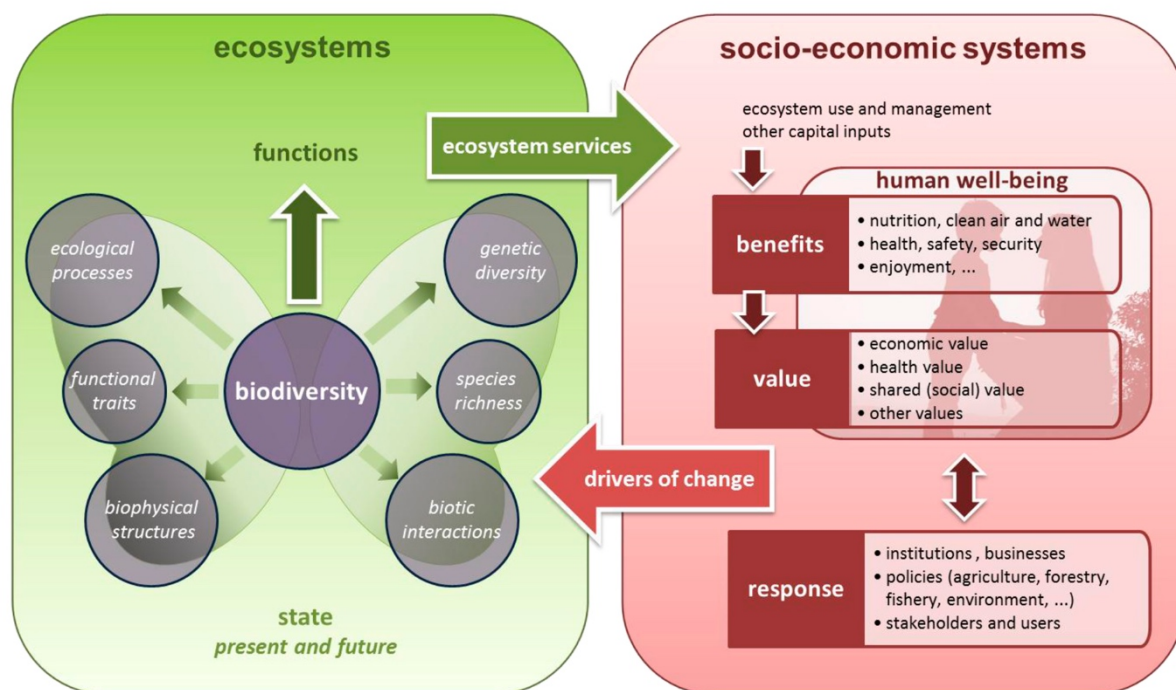 ecosystems
functions
ecological
processes
genetic
diversity
functional
traits
biodiversity
species
richness
biophysical
structures
biotic
interactions
state
present and future
ecosystem services
drivers of change
socio-economic systems
ecosystem use and management
other capital inputs
human well-being
benefits
• nutrition, clean air and water
• health, safety, security
• enjoyment, ...
value
• economic value
• health value
• shared (social) value
• other values
response
• institutions , businesses
• policies (agriculture, forestry,
fishery, environment, ...)
• stakeholders and users